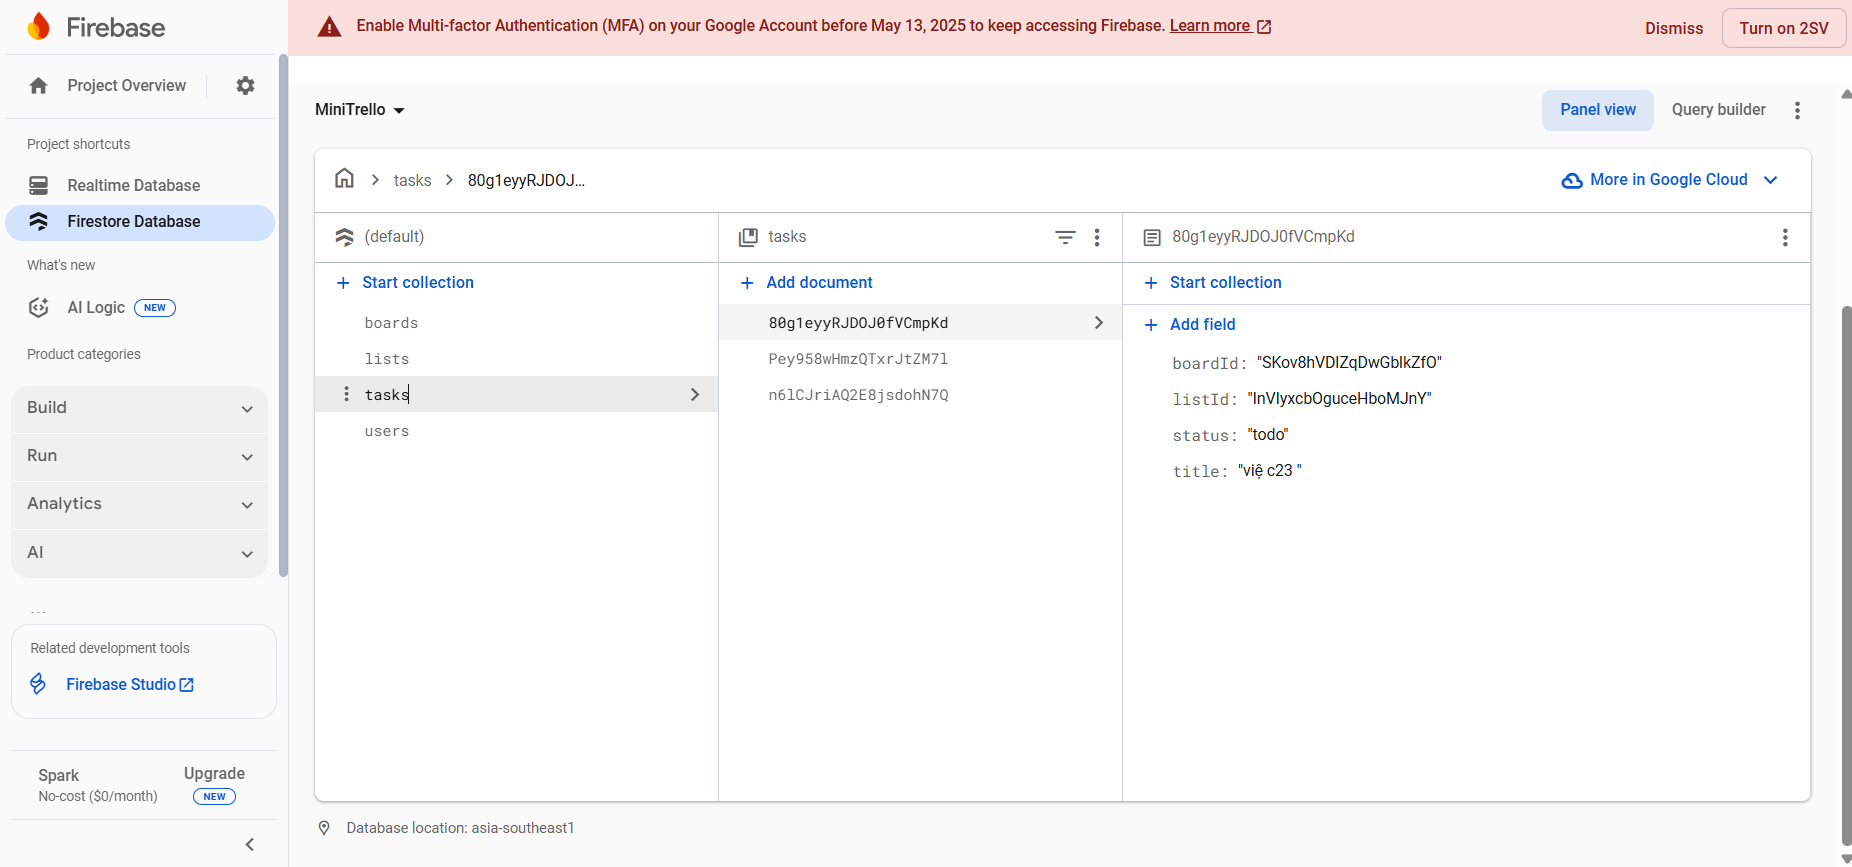 Firebase
Enable Multi-factor Authentication (MFA) on your Google Account before May 13, 2025 to keep accessing Firebase. Learn more
Dismiss
Turn on 2SV
Project Overview
Project shortcuts
Realtime Database
Firestore Database
What's new
AI Logic NEW
Product categories
Build
Run
Analytics
AI
...
Related development tools
Firebase Studio
Spark
No-cost ($0/month)
Upgrade
NEW
MiniTrello
Panel view
Query builder
tasks
80g1eyyRJDOJ...
More in Google Cloud
(default)
Start collection
boards
lists
tasks
users
tasks
Add document
80g1eyyRJDOJ0fVCmpKd
Pey958wHmzQTxrJtZM7l
n6lCJriAQ2E8jsdohN7Q
80g1eyyRJDOJ0fVCmpKd
Start collection
Add field
boardId: "SKov8hVDIZqDwGbIkZfO"
listId: "InVIyxcbOguceHboMJnY"
status: "todo"
title: "việ c23 "
Database location: asia-southeast1